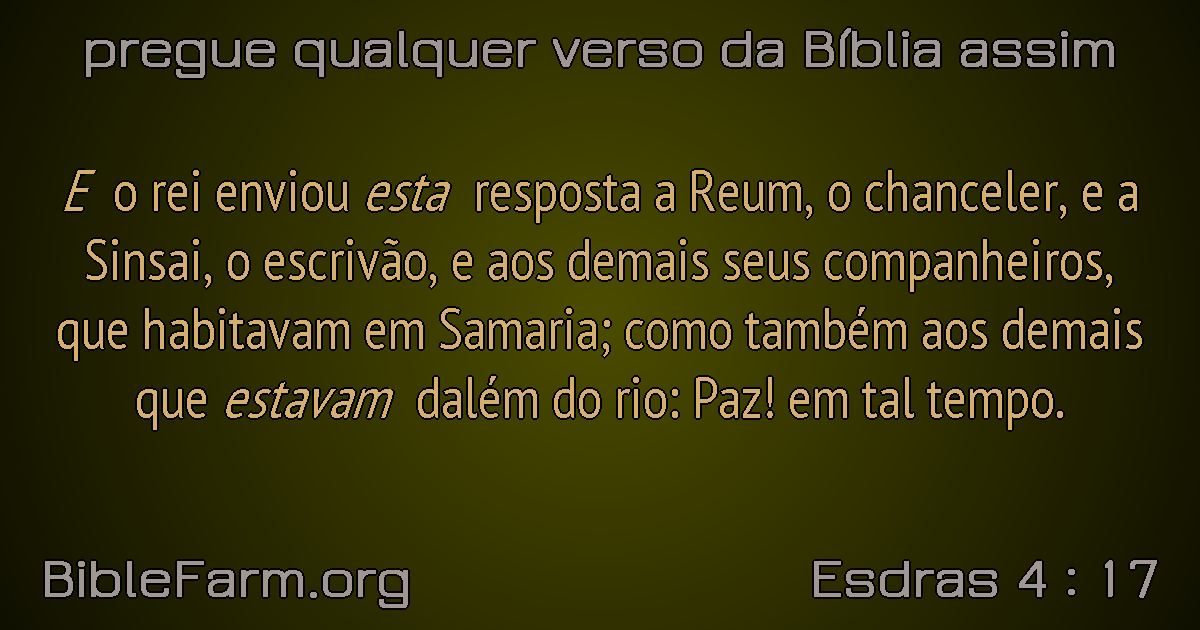 pregue qualquer verso da Bíblia assim
E o rei enviou esta resposta a Reum, o chanceler, e a
Sinsai, o escrivão, e aos demais seus companheiros,
que habitavam em Samaria; como também aos demais
que estavam dalém do rio: Paz! em tal tempo.
BibleFarm.org
Esdras 4 : 17